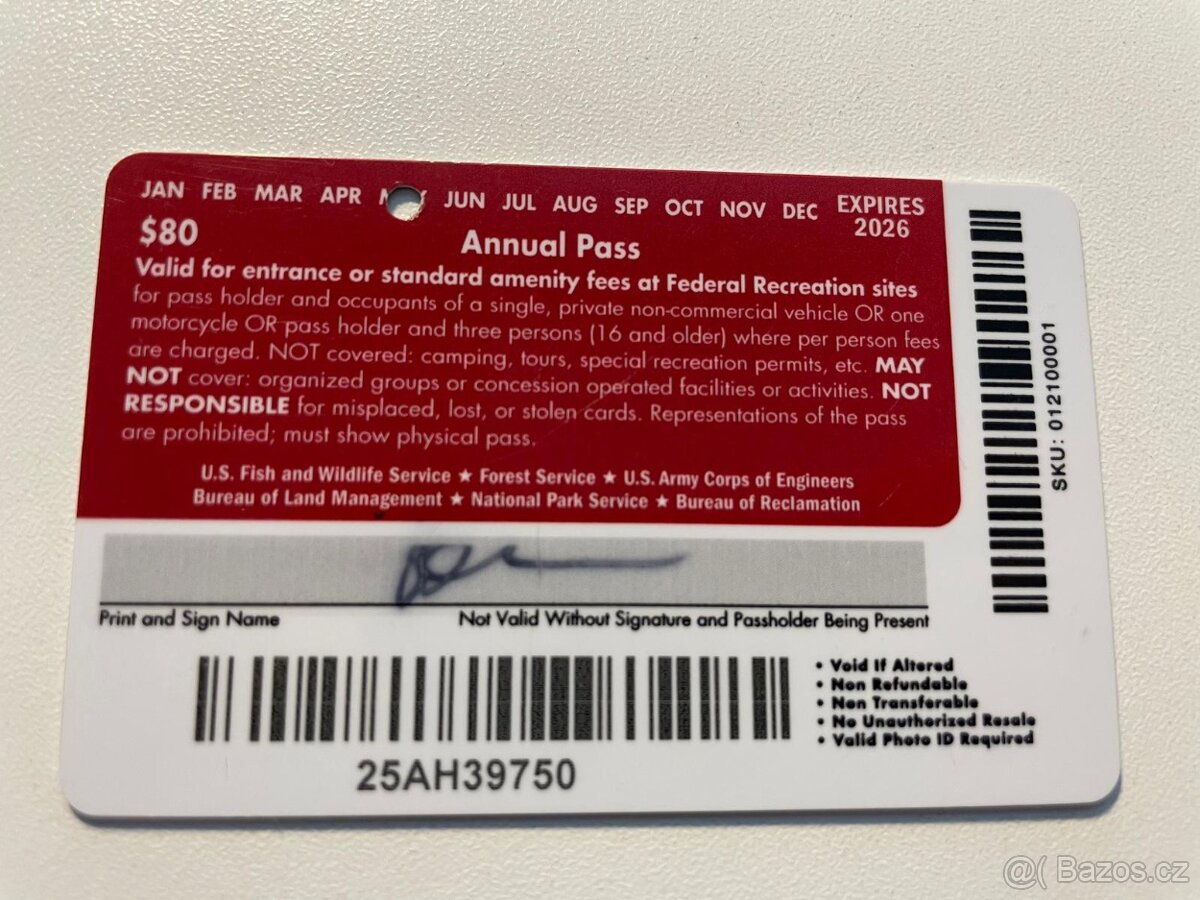 JAN FEB MAR APR JUN JUL AUG SEP OCT NOV DEC EXPIRES
2026
$80
Annual Pass
Valid for entrance or standard amenity fees at Federal Recreation sites
for pass holder and occupants of a single, private non-commercial vehicle OR one
motorcycle OR pass holder and three persons (16 and older) where per person fees
are charged. NOT covered: camping, tours, special recreation permits, etc. MAY
NOT cover: organized groups or concession operated facilities or activities. NOT
RESPONSIBLE for misplaced, lost, or stolen cards. Representations of the pass
are prohibited; must show physical pass.
U.S. Fish and Wildlife Service ★ Forest Service ★ U.S. Army Corps of Engineers
Bureau of Land Management ★ National Park Service ★ Bureau of Reclamation
SKU: 012100001
Print and Sign Name Not Valid Without Signature and Passholder Being Present
• Void If Altered
• Non Refundable
• Non Transferable
• No Unauthorized Resale
• Valid Photo ID Required
25AH39750
@( Bazos.cz